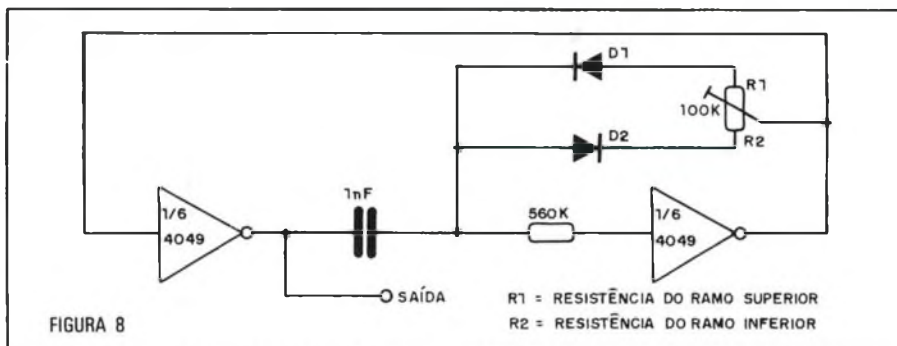 D1
R1
100K
D2
R2
1nF
560K
1/6
4049
1/6
4049
SAÍDA
R1 = RESISTÊNCIA DO RAMO SUPERIOR
R2 = RESISTÊNCIA DO RAMO INFERIOR
FIGURA 8